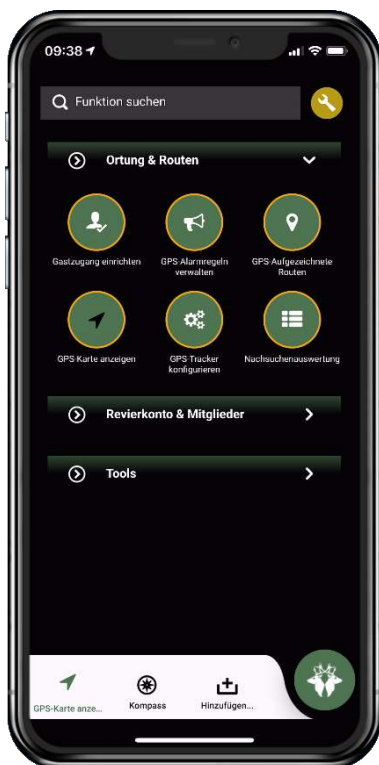 09:38
Funktion suchen
Ortung & Routen
Gastzugang einrichten
GPS-Alarmregeln
verwalten
GPS-Aufgezeichnete
Routen
GPS-Karte anzeigen
GPS-Tracker
konfigurieren
Nachsuchenauswertung
Revierkonto & Mitglieder
Tools
GPS-Karte anze...
Kompass
Hinzufügen...